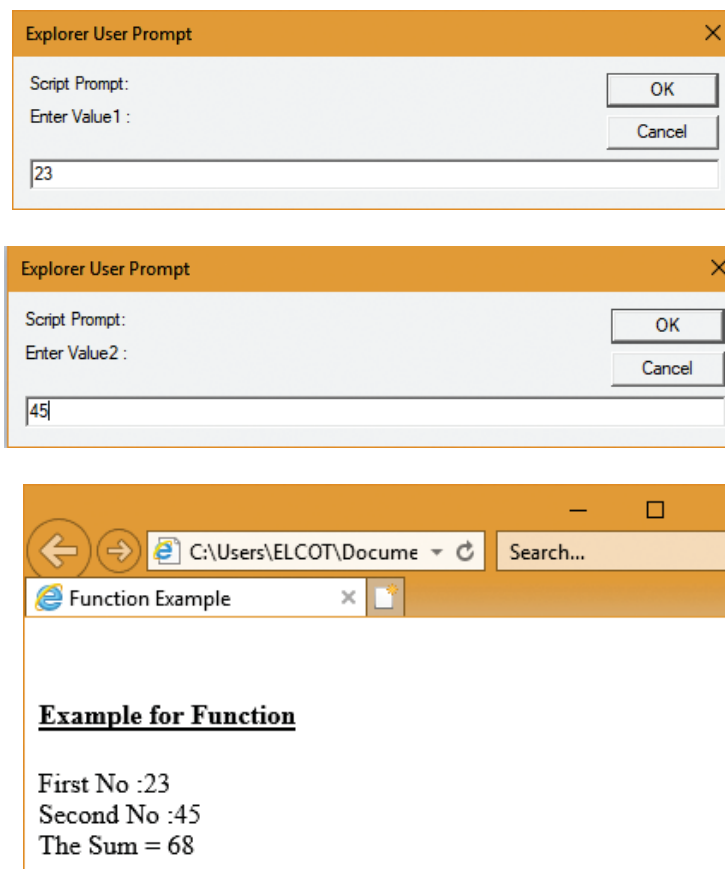 Explorer User Prompt
Script Prompt:
OK
Enter Value1 :
Cancel
23
Explorer User Prompt
Script Prompt:
OK
Enter Value2 :
Cancel
45
C:\Users\ELCOT\Docume
Search...
Function Example
Example for Function
First No :23
Second No :45
The Sum = 68